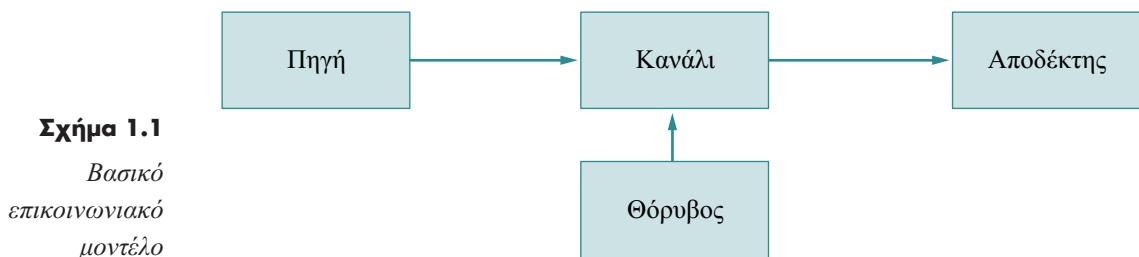 Πηγή
Κανάλι
Αποδέκτης
Σχήμα 1.1
Βασικό
επικοινωνιακό
μοντέλο
Θόρυβος